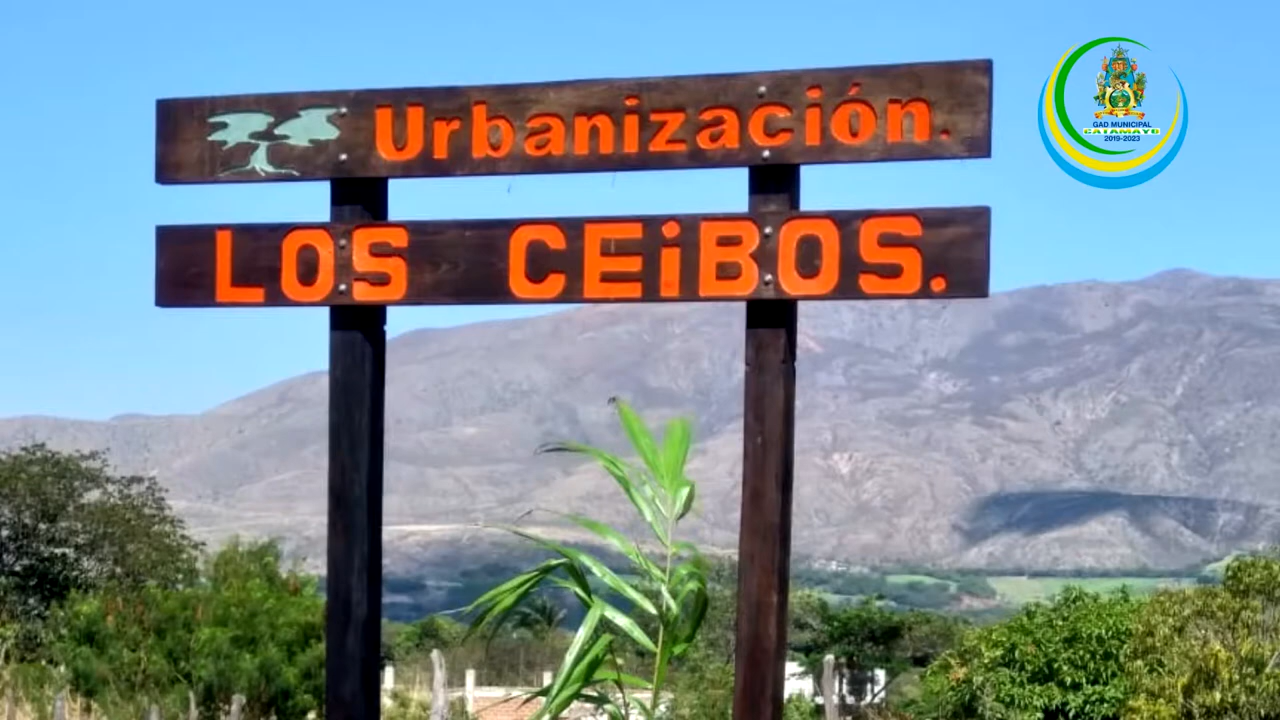 Urbanización.
LOS CEiBOS.
GAD MUNICIPAL
CATAMAYO
2019-2023